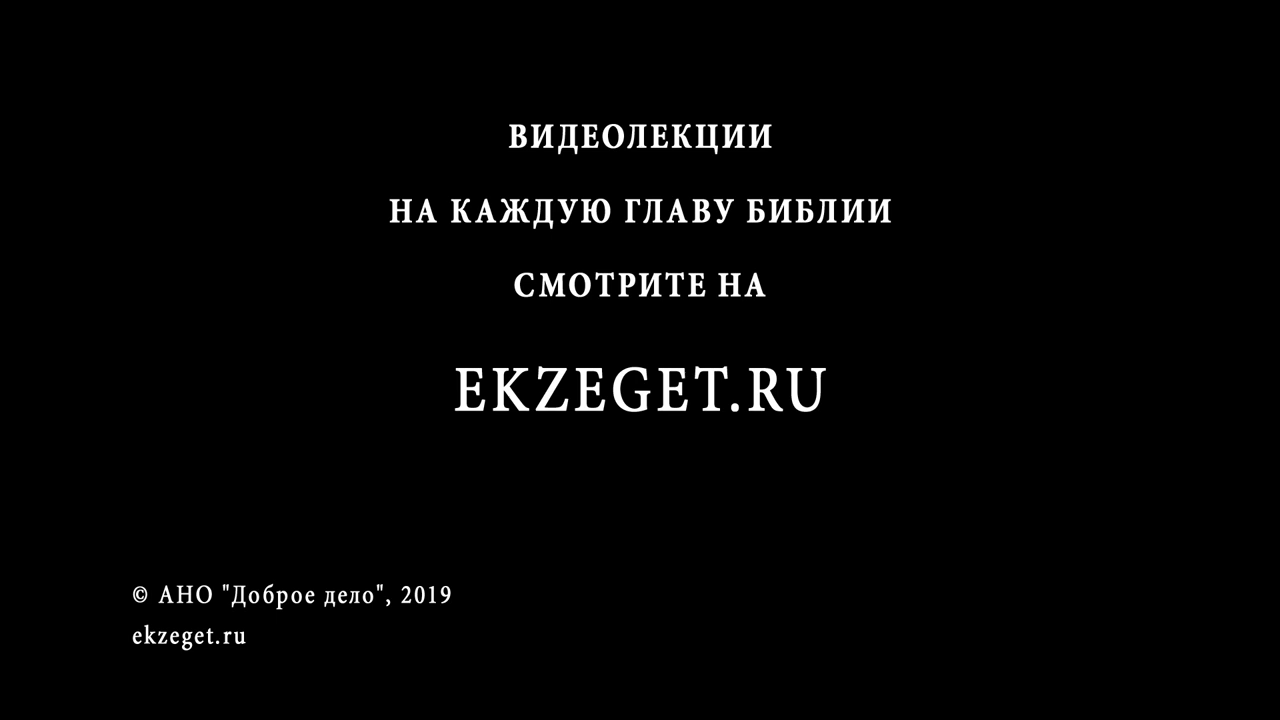 ВИДЕОЛЕКЦИИ
НА КАЖДУЮ ГЛАВУ БИБЛИИ
СМОТРИТЕ НА
EKZEGET.RU
© АНО "Доброе дело", 2019
ekzeget.ru